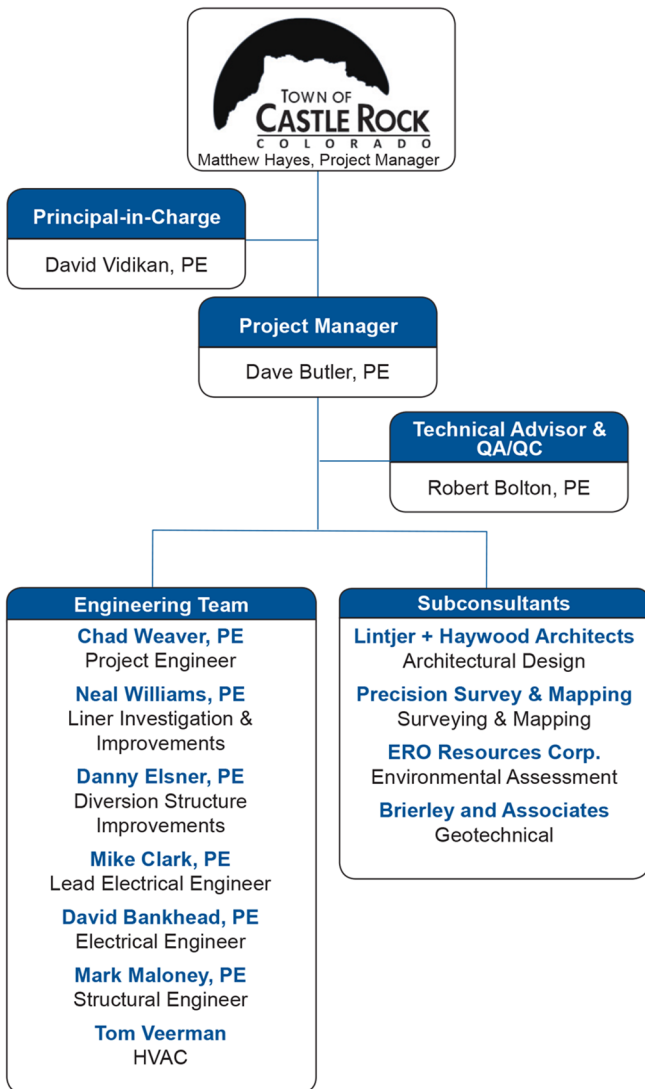 TOWN OF
CASTLE ROCK
COLORADO
Matthew Hayes, Project Manager
Principal-in-Charge
David Vidikan, PE
Project Manager
Dave Butler, PE
Technical Advisor &
QA/QC
Robert Bolton, PE
Engineering Team
Chad Weaver, PE
Project Engineer
Neal Williams, PE
Liner Investigation &
Improvements
Danny Elsner, PE
Diversion Structure
Improvements
Mike Clark, PE
Lead Electrical Engineer
David Bankhead, PE
Electrical Engineer
Mark Maloney, PE
Structural Engineer
Tom Veerman
HVAC
Subconsultants
Lintjer + Haywood Architects
Architectural Design
Precision Survey & Mapping
Surveying & Mapping
ERO Resources Corp.
Environmental Assessment
Brierley and Associates
Geotechnical